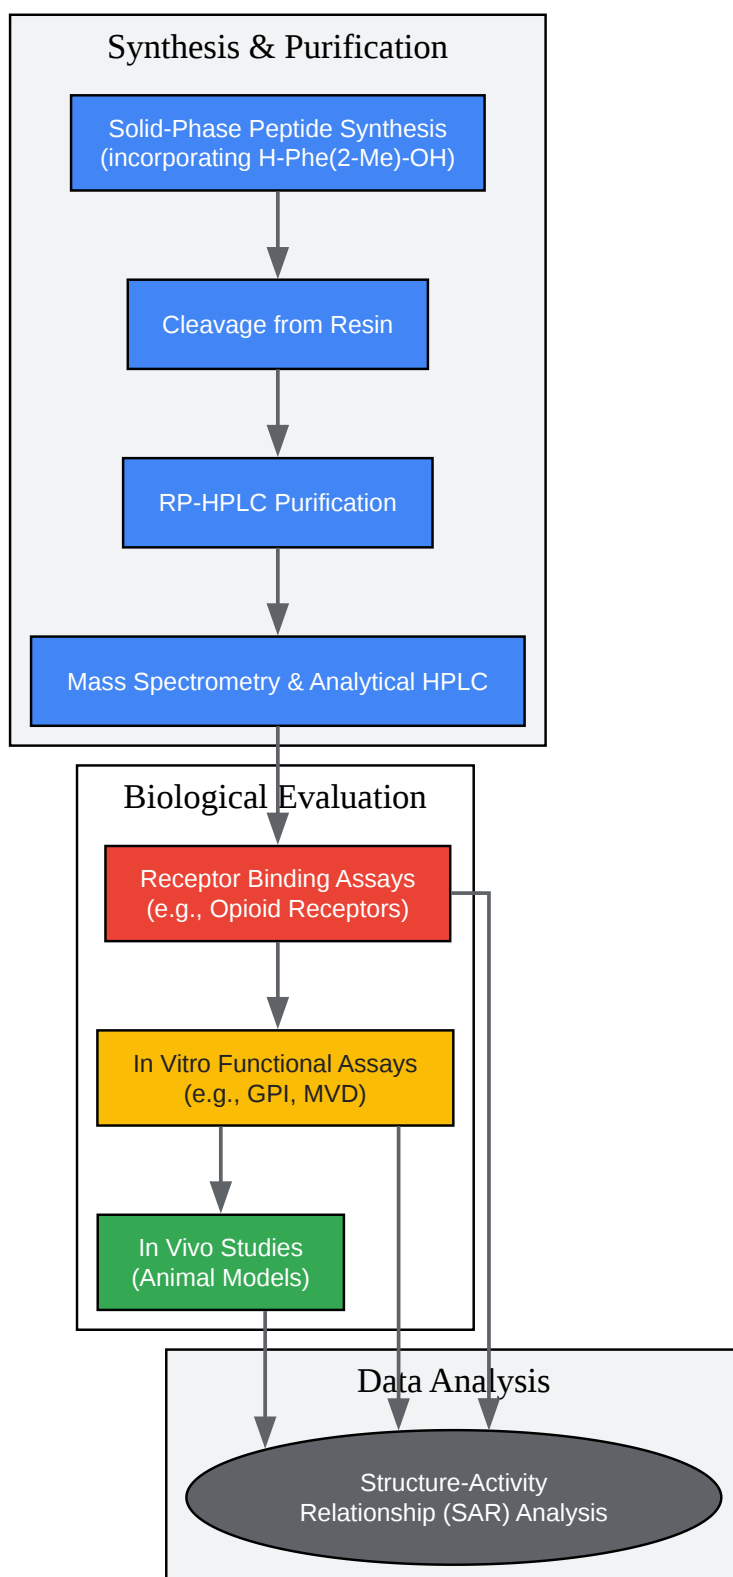 Synthesis & Purification
Solid-Phase Peptide Synthesis
(incorporating H-Phe(2-Me)-OH)
Cleavage from Resin
RP-HPLC Purification
Mass Spectrometry & Analytical HPLC
Biological Evaluation
Receptor Binding Assays
(e.g., Opioid Receptors)
In Vitro Functional Assays
(e.g., GPI, MVD)
In Vivo Studies
(Animal Models)
Data Analysis
Structure-Activity
Relationship (SAR) Analysis